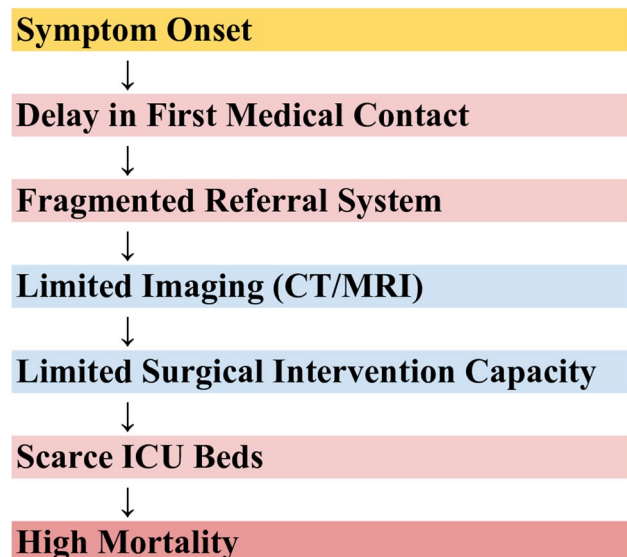 Symptom Onset
↓
Delay in First Medical Contact
↓
Fragmented Referral System
↓
Limited Imaging (CT/MRI)
↓
Limited Surgical Intervention Capacity
↓
Scarce ICU Beds
↓
High Mortality